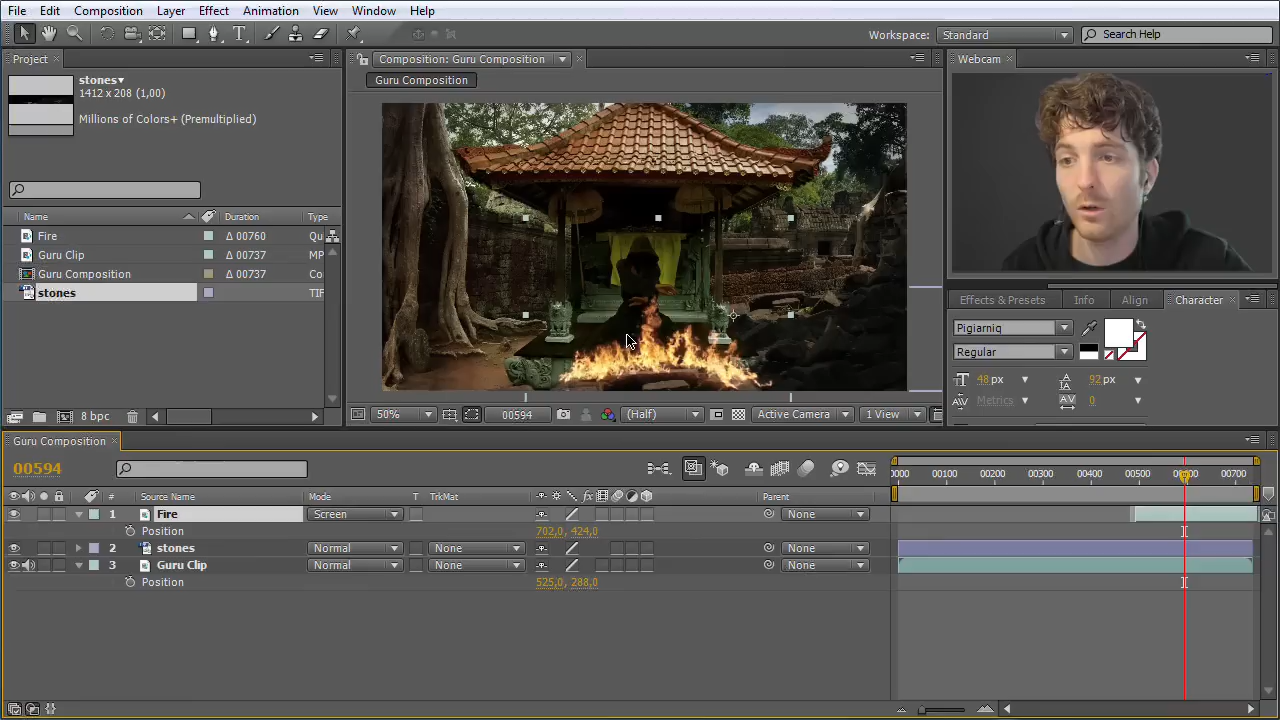 File Edit Composition Layer Effect Animation View Window Help
Workspace: Standard Search Help
Project Composition: Guru Composition Webcam
stones
1412 x 208 (1,00)
Guru Composition
Millions of Colors+ (Premultiplied)
Name Duration Type
Fire Δ 00760 Qu
Guru Clip Δ 00737 MP
Guru Composition Δ 00737 Co
stones TIF
Effects & Presets Info Align Character
Pigiarniq
Regular
48 px 92 px
Metrics 0
8 bpc 50% 00594 (Half) Active Camera 1 View
Guru Composition
00594
0000 00100 00200 00300 00400 00500 00600 00700
# Source Name Mode T TrkMat fx Parent
1 Fire Screen None
Position 702,0, 424,0
2 stones Normal None None
3 Guru Clip Normal None None
Position 525,0, 288,0